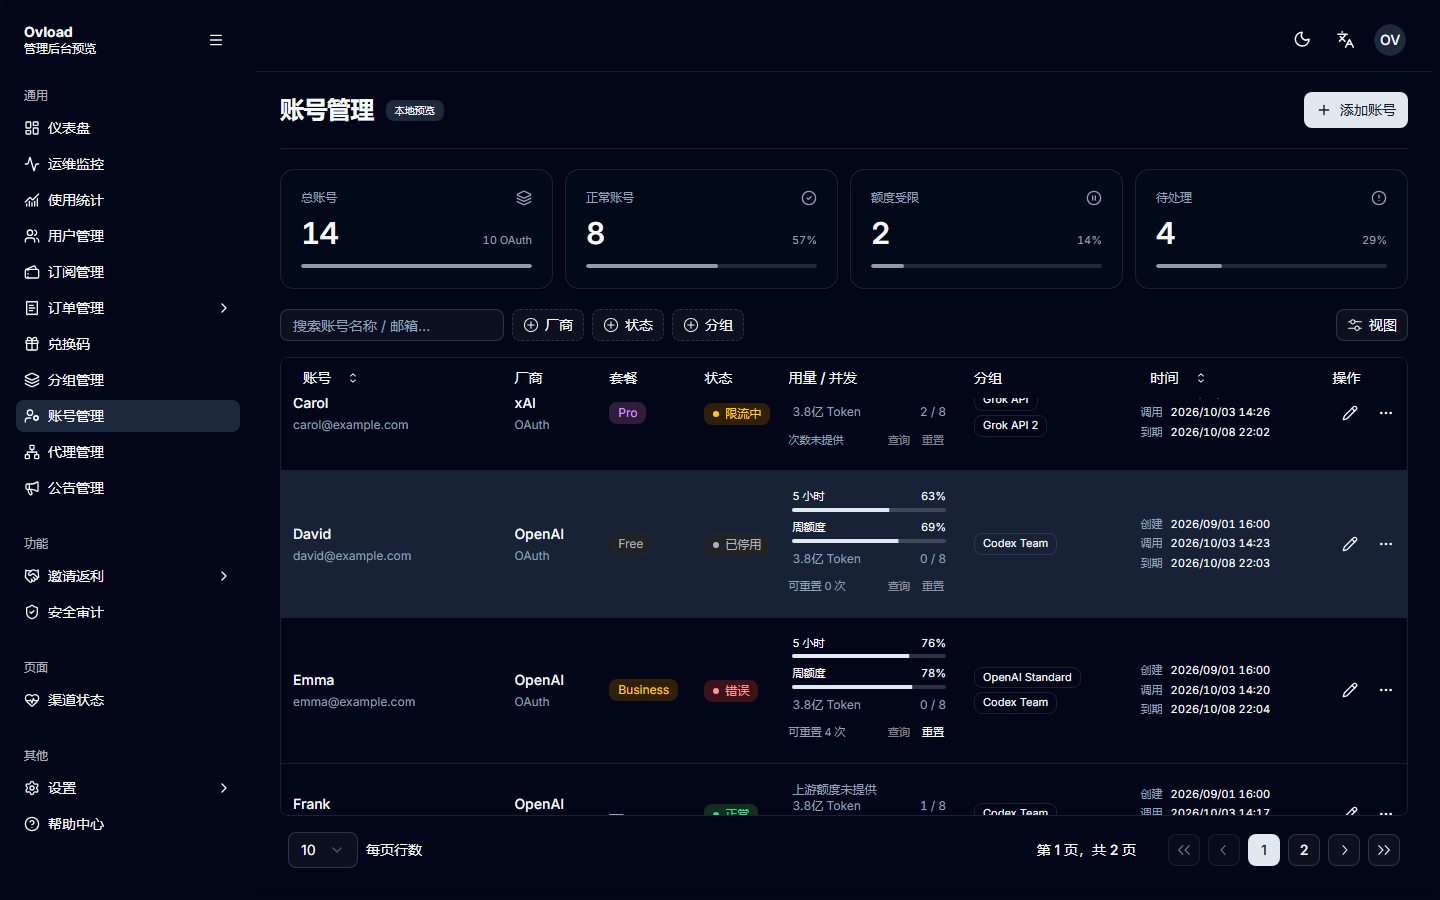 Ovload
管理后台预览
通用
仪表盘
运维监控
使用统计
用户管理
订阅管理
订单管理
兑换码
分组管理
账号管理
代理管理
公告管理
功能
邀请返利
安全审计
页面
渠道状态
其他
设置
帮助中心
OV
账号管理 本地预览
添加账号
总账号
14
10 OAuth
正常账号
8
57%
额度受限
2
14%
待处理
4
29%
搜索账号名称 / 邮箱...
厂商
状态
分组
视图
账号 厂商 套餐 状态 用量 / 并发 分组 时间 操作
Carol
carol@example.com
xAI
OAuth
Pro
限流中
3.8亿 Token 2 / 8
次数未提供 查询 重置
Grok API
Grok API 2
调用 2026/10/03 14:26
到期 2026/10/08 22:02
David
david@example.com
OpenAI
OAuth
Free
已停用
5 小时 63%
周额度 69%
3.8亿 Token 0 / 8
可重置 0 次 查询 重置
Codex Team
创建 2026/09/01 16:00
调用 2026/10/03 14:23
到期 2026/10/08 22:03
Emma
emma@example.com
OpenAI
OAuth
Business
错误
5 小时 76%
周额度 78%
3.8亿 Token 0 / 8
可重置 4 次 查询 重置
OpenAI Standard
Codex Team
创建 2026/09/01 16:00
调用 2026/10/03 14:20
到期 2026/10/08 22:04
Frank
OpenAI
—
正常
上游额度未提供
3.8亿 Token 1 / 8
Codex Team
创建 2026/09/01 16:00
调用 2026/10/03 14:17
10 每页行数
第 1 页，共 2 页
1
2